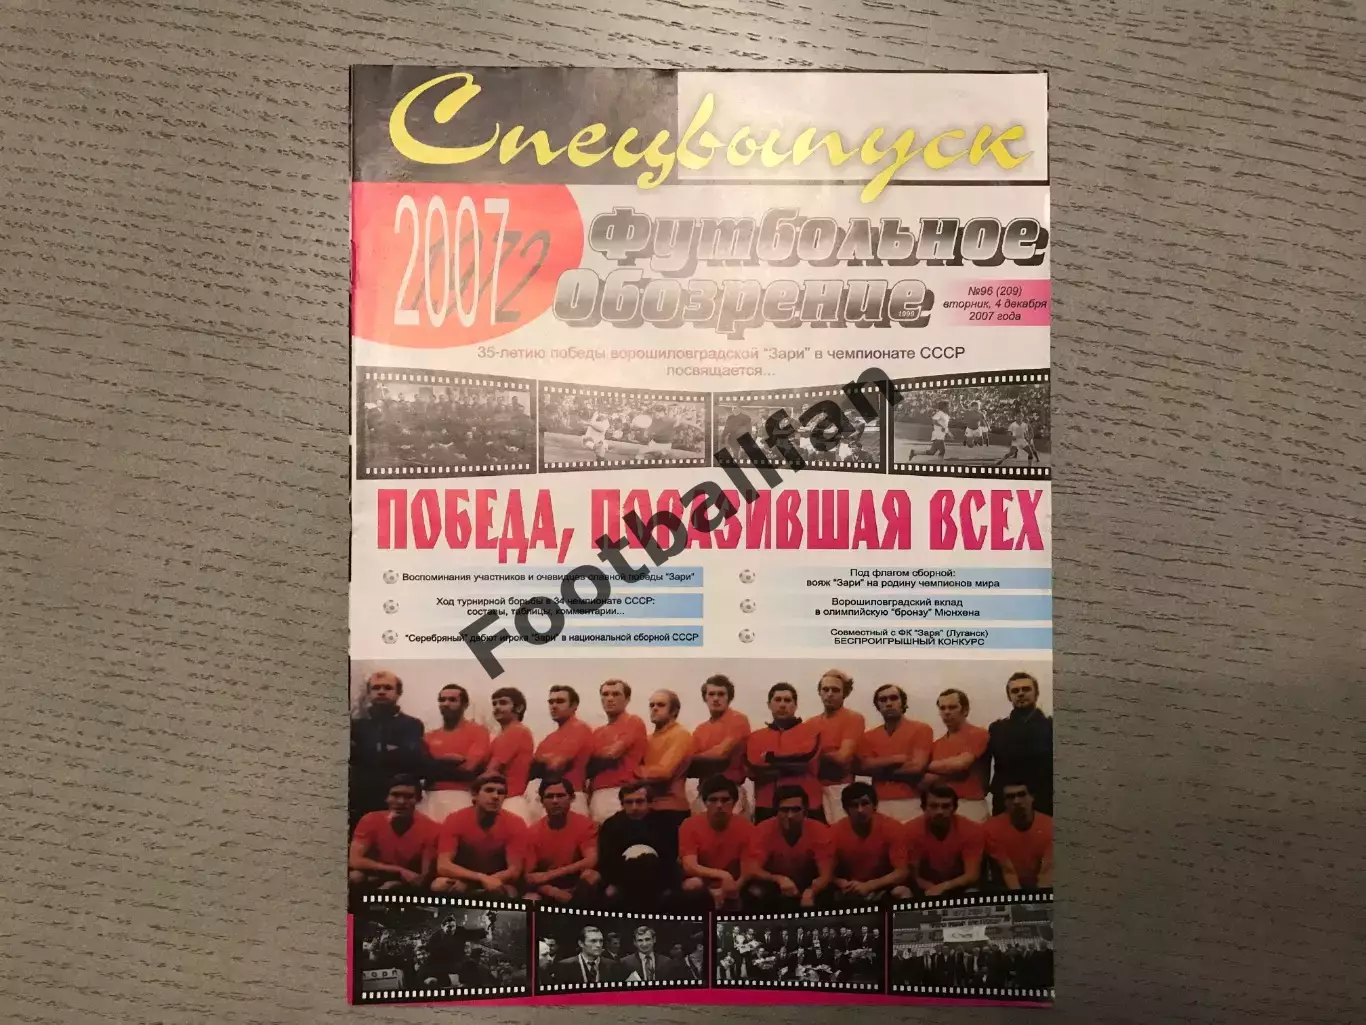 Спецвыпуск
2007
1972
Футбольное
Обозрение
1999
№96 (209)
вторник, 4 декабря
2007 года
35-летию победы ворошиловградской "Зари" в чемпионате СССР
посвящается...
ПОБЕДА, ПОРАЗИВШАЯ ВСЕХ
Воспоминания участников и очевидцев славной победы "Зари"
Ход турнирной борьбы в 34 чемпионате СССР:
составы, таблицы, комментарии...
"Серебряный" дебют игрока "Зари" в национальной сборной СССР
Под флагом сборной:
вояж "Зари" на родину чемпионов мира
Ворошиловградский вклад
в олимпийскую "бронзу" Мюнхена
Совместный с ФК "Заря" (Луганск)
БЕСПРОИГРЫШНЫЙ КОНКУРС
Footballfan